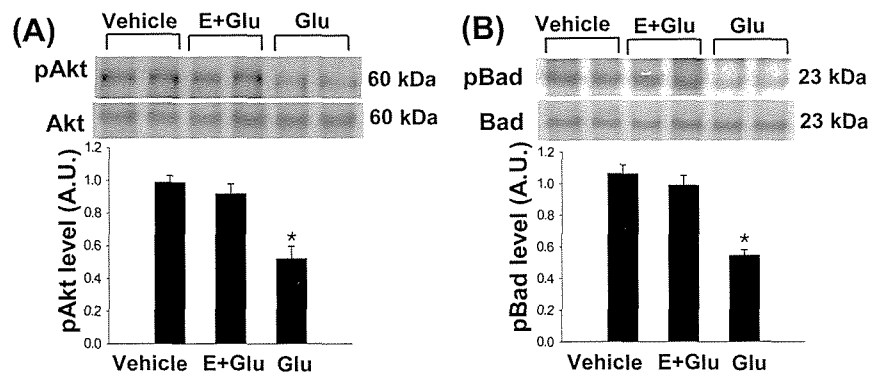 (A)
Vehicle E+Glu Glu
pAkt 60 kDa
Akt 60 kDa
pAkt level (A.U.)
1.2
1.0
0.8
0.6
0.4
0.2
0.0
*
Vehicle E+Glu Glu
(B)
Vehicle E+Glu Glu
pBad 23 kDa
Bad 23 kDa
pBad level (A.U.)
1.2
1.0
0.8
0.6
0.4
0.2
0.0
*
Vehicle E+Glu Glu